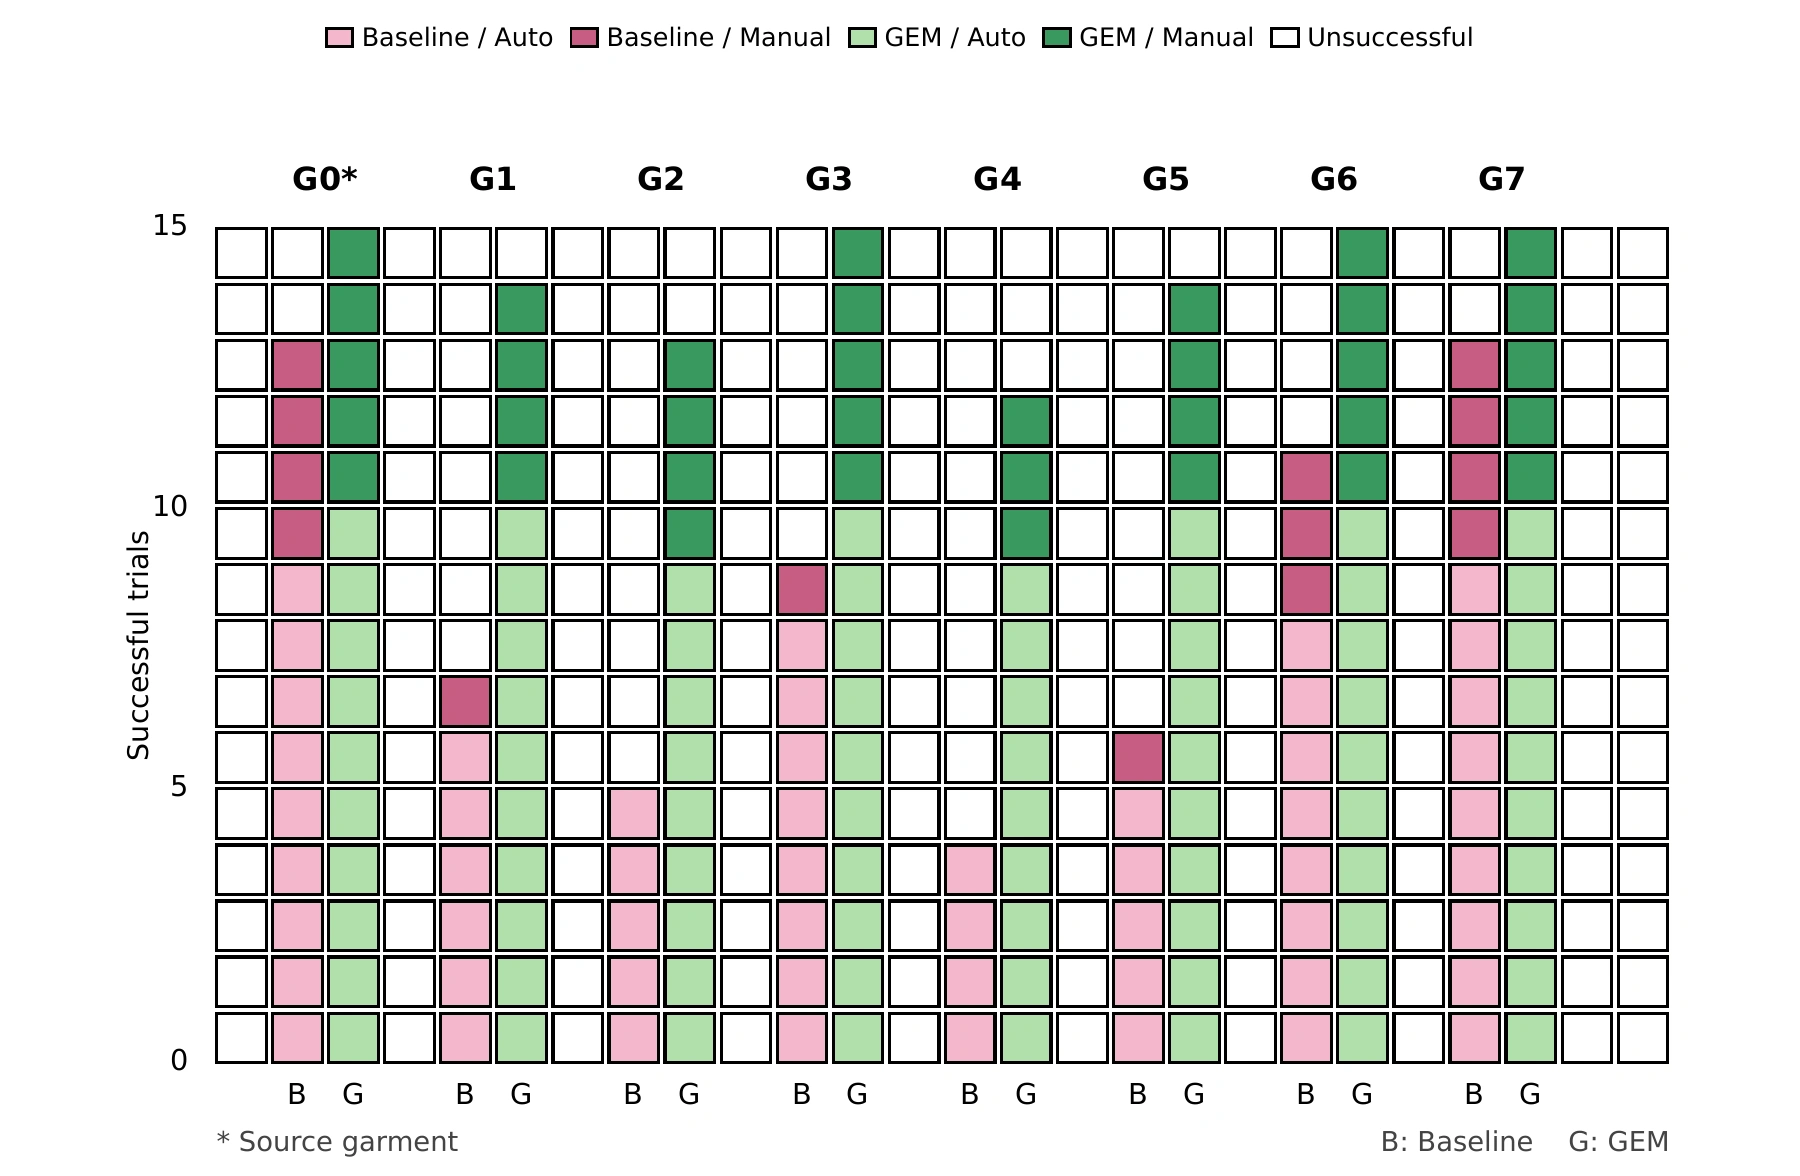 Baseline / Auto Baseline / Manual GEM / Auto GEM / Manual Unsuccessful
G0* G1 G2 G3 G4 G5 G6 G7
15
10
5
0
Successful trials
B G B G B G B G B G B G B G B G
* Source garment B: Baseline G: GEM